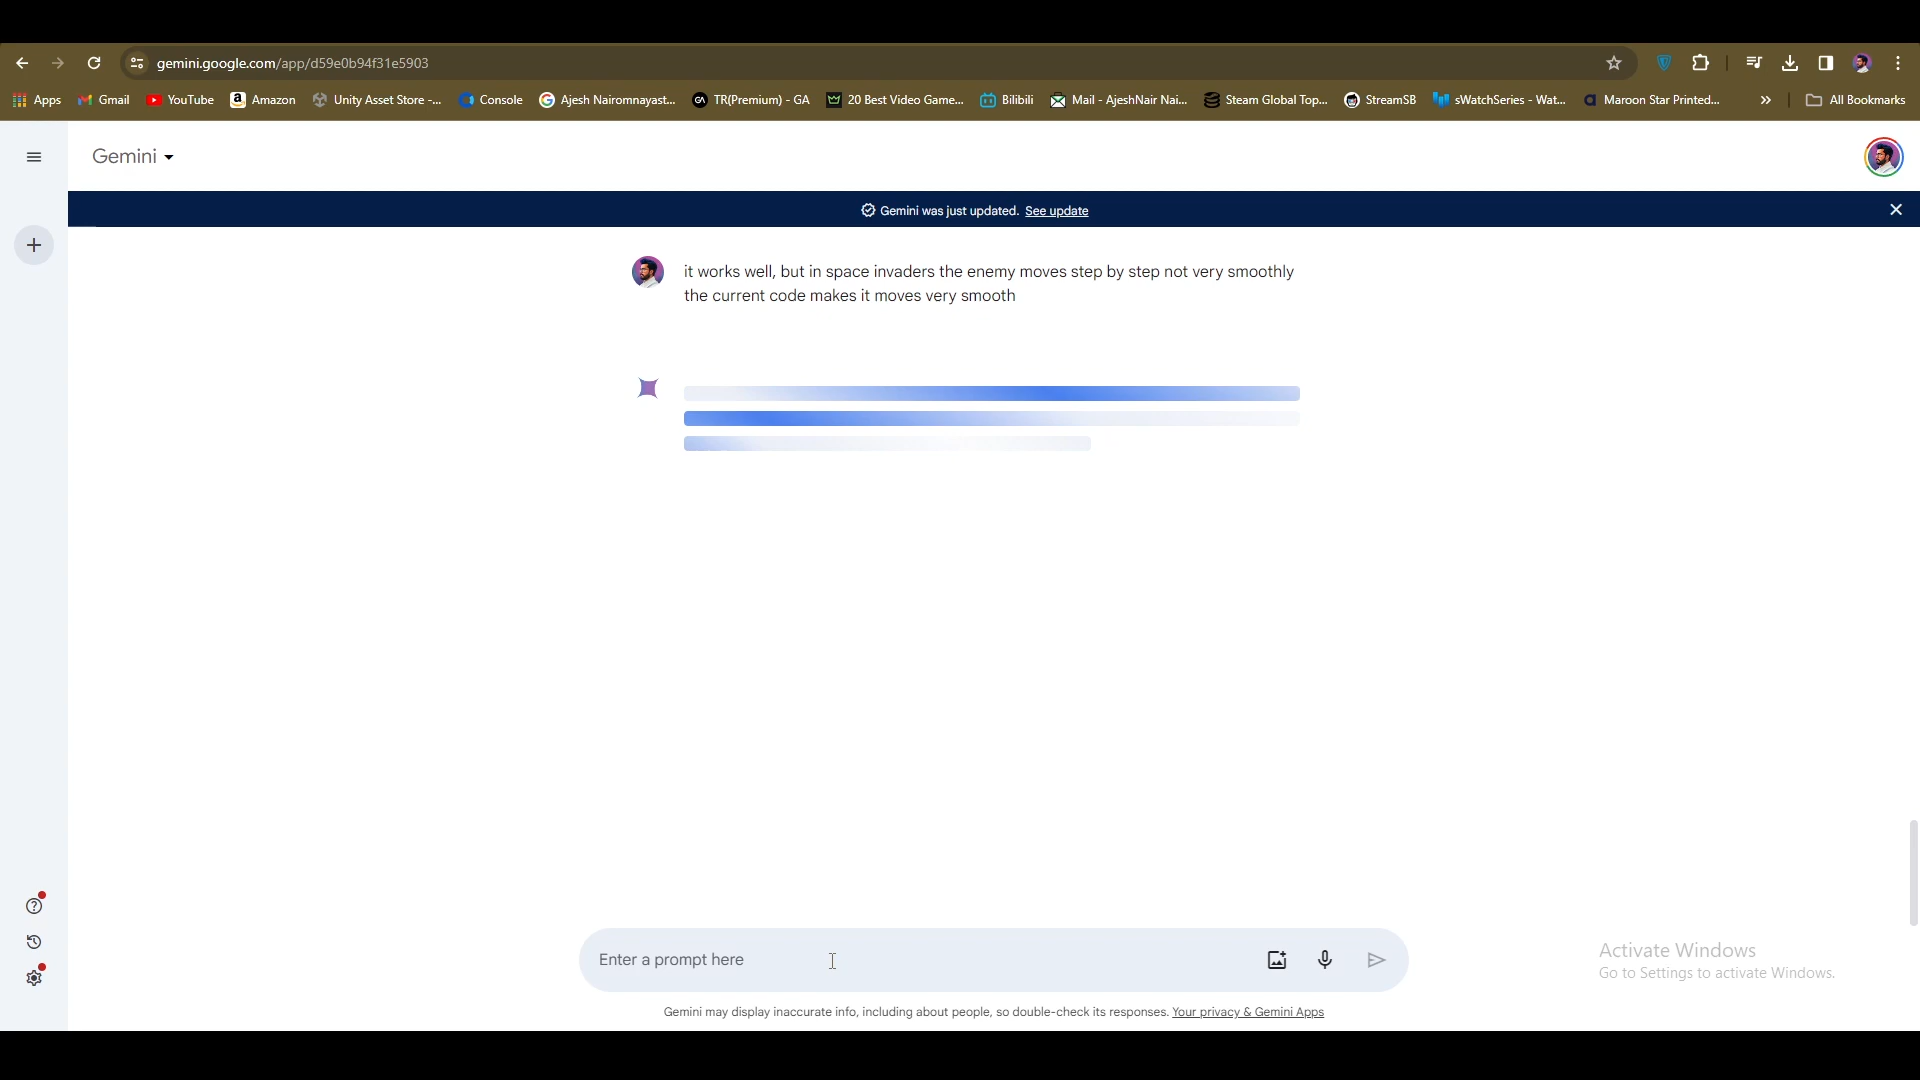 gemini.google.com/app/d59e0b94f31e5903
Apps Gmail YouTube Amazon Unity Asset Store -... Console Ajesh Nairomnayast... TR(Premium) - GA 20 Best Video Game... Bilibili Mail - AjeshNair Nai... Steam Global Top... StreamSB sWatchSeries - Wat... Maroon Star Printed... » All Bookmarks
Gemini
Gemini was just updated. See update
it works well, but in space invaders the enemy moves step by step not very smoothly
the current code makes it moves very smooth
Enter a prompt here
Activate Windows
Go to Settings to activate Windows.
Gemini may display inaccurate info, including about people, so double-check its responses. Your privacy & Gemini Apps